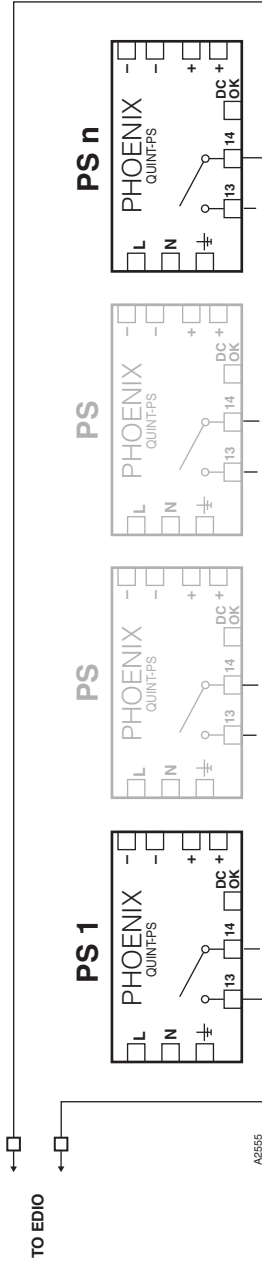 PS 1
PHOENIX
QUINT-PS
L
N
–
–
+
+
13
14
DC
OK
PS
PHOENIX
QUINT-PS
L
N
–
–
+
+
13
14
DC
OK
PS
PHOENIX
QUINT-PS
L
N
–
–
+
+
13
14
DC
OK
PS n
PHOENIX
QUINT-PS
L
N
–
–
+
+
13
14
DC
OK
TO EDIO
A2555